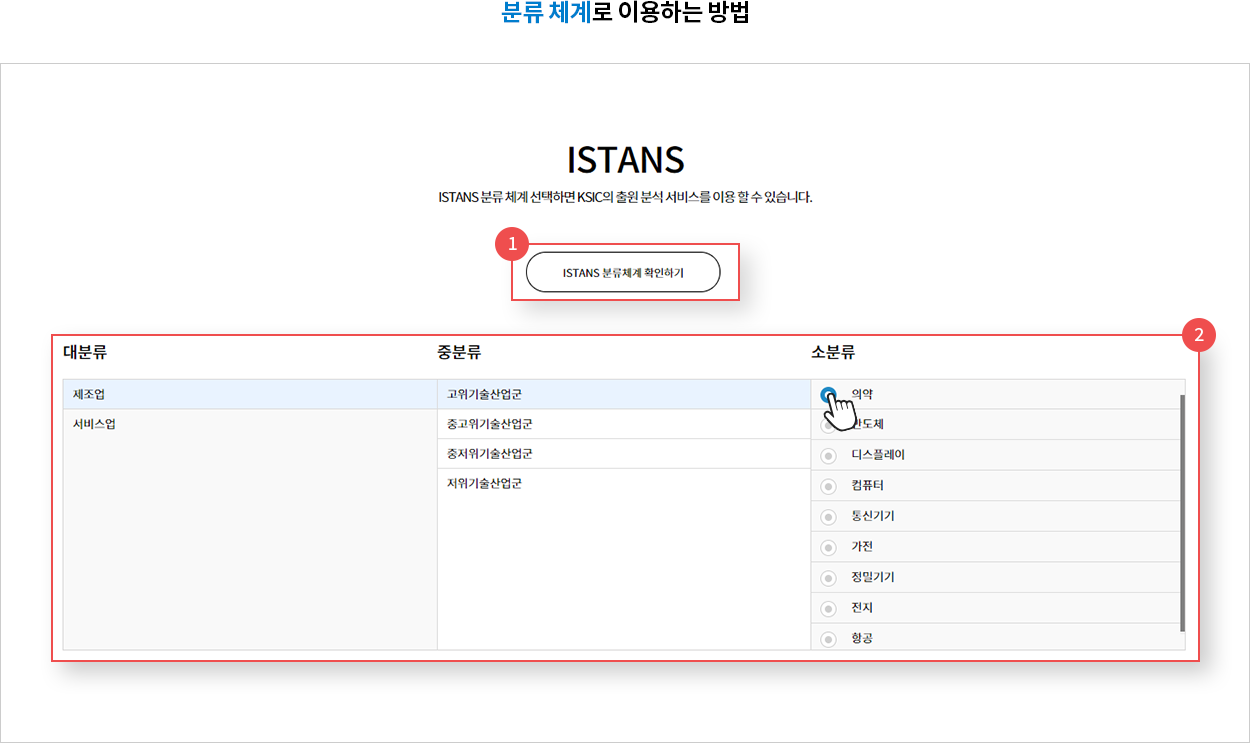 분류 체계로 이용하는 방법
ISTANS
ISTANS 분류 체계 선택하면 KSIC의 출원 분석 서비스를 이용 할 수 있습니다.
1
ISTANS 분류체계 확인하기
2
대분류 중분류 소분류
제조업 고위기술산업군 의약
서비스업 중고위기술산업군 반도체
중저위기술산업군 디스플레이
저위기술산업군 컴퓨터
통신기기
가전
정밀기기
전지
항공